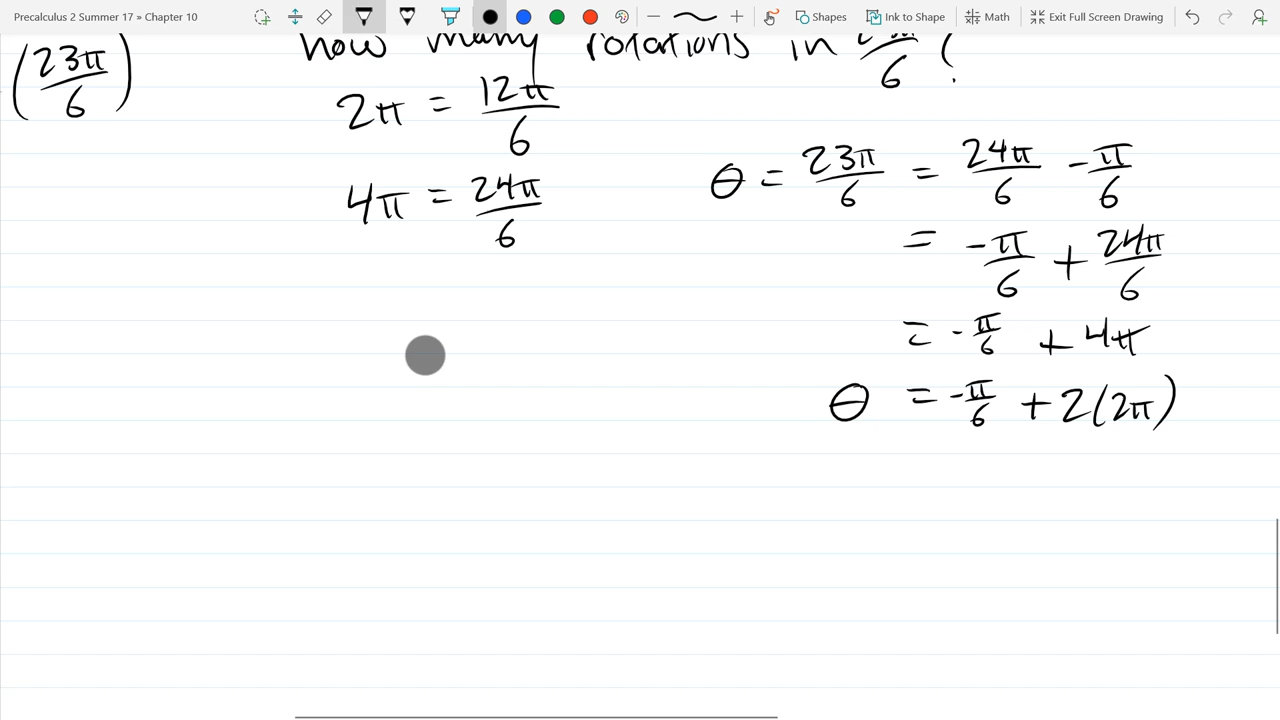 Precalculus 2 Summer 17 » Chapter 10
Shapes Ink to Shape Math Exit Full Screen Drawing
how many rotations in 6 ?
(23π/6)
2π = 12π/6
4π = 24π/6
θ = 23π/6 = 24π/6 - π/6
= -π/6 + 24π/6
= -π/6 + 4π
θ = -π/6 + 2(2π)